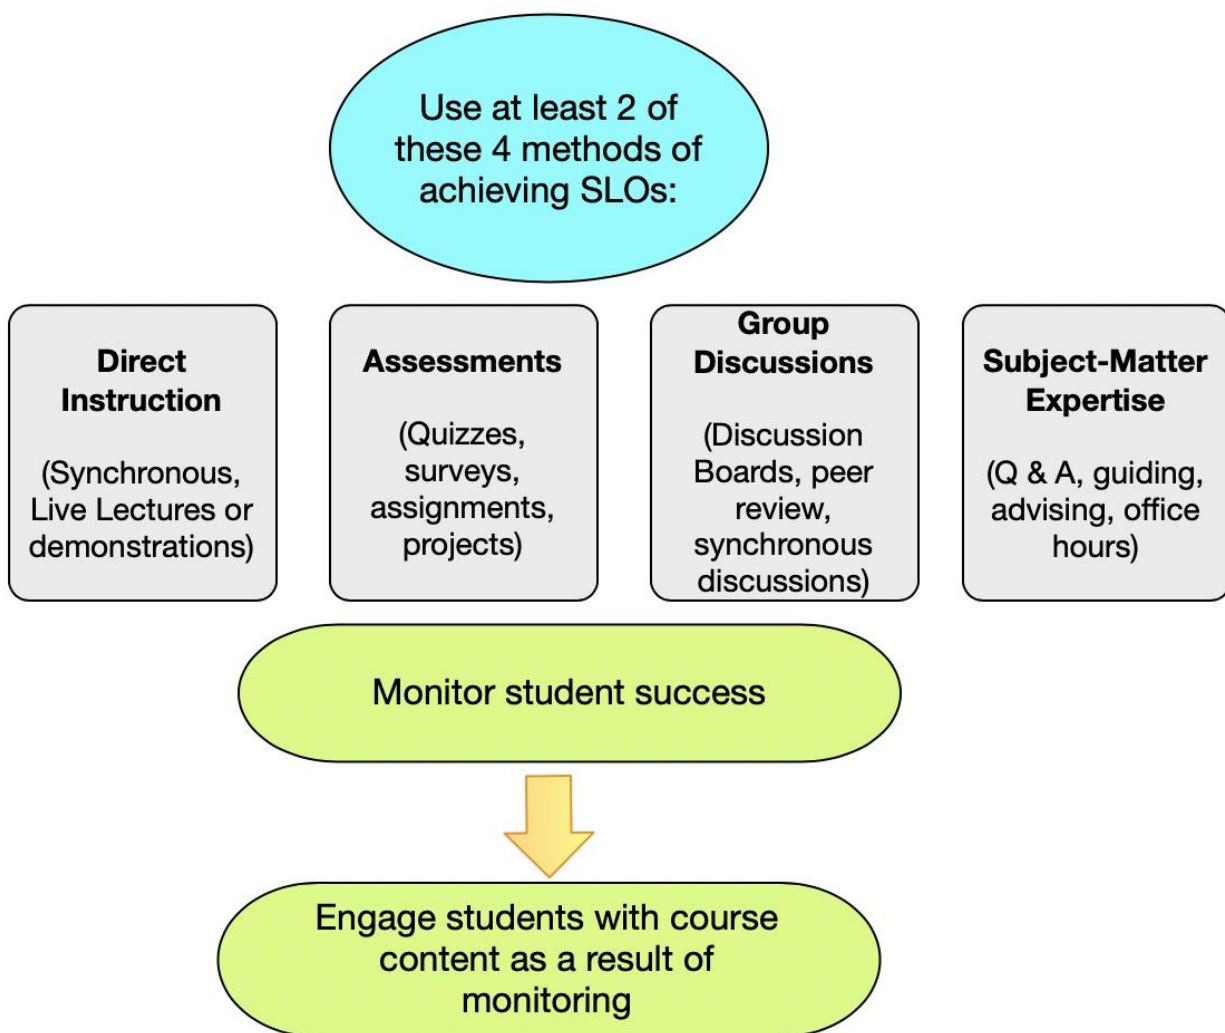 Use at least 2 of
these 4 methods of
achieving SLOs:
Direct
Instruction
(Synchronous,
Live Lectures or
demonstrations)
Assessments
(Quizzes,
surveys,
assignments,
projects)
Group
Discussions
(Discussion
Boards, peer
review,
synchronous
discussions)
Subject-Matter
Expertise
(Q & A, guiding,
advising, office
hours)
Monitor student success
Engage students with course
content as a result of
monitoring